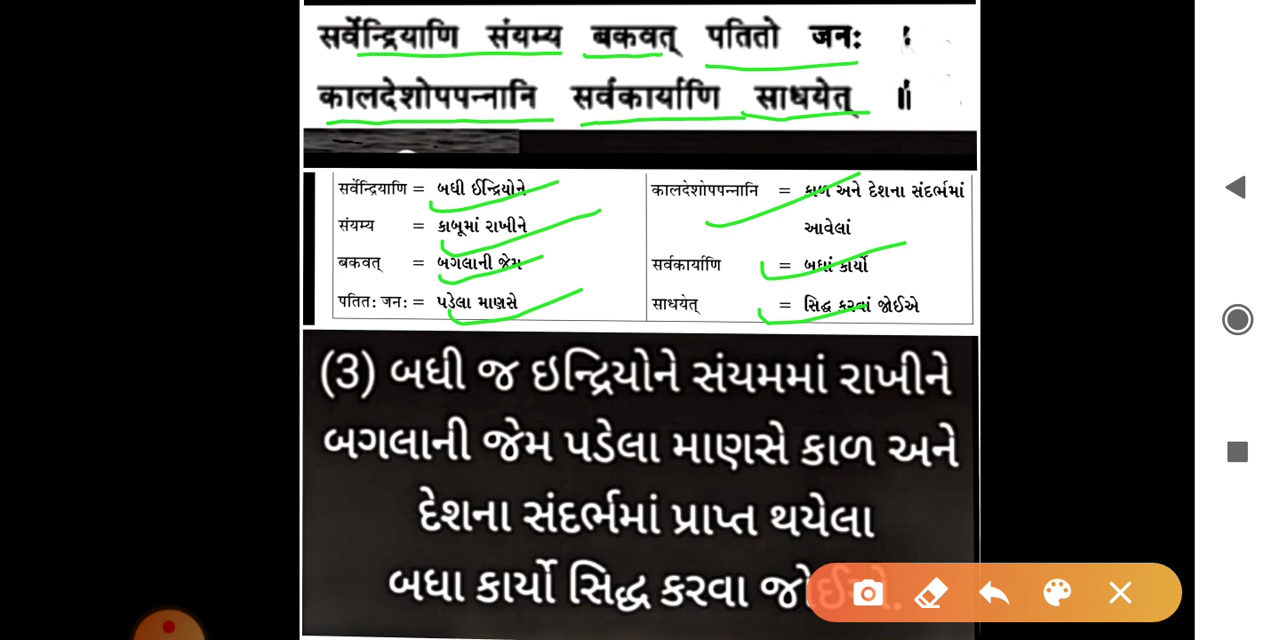 सर्वेन्द्रियाणि संयम्य बकवत् पतितो जनः ।
कालदेशोपपन्नानि सर्वकार्याणि साधयेत् ॥
सर्वेन्द्रियाणि = બધી ઈન્દ્રિયોને
संयम्य = કાબૂમાં રાખીને
बकवत् = બગલાની જેમ
पतितः जनः = પડેલા માણસે
कालदेशोपपन्नानि = કાળ અને દેશના સંદર્ભમાં
આવેલાં
सर्वकार्याणि = બધાં કાર્યો
साधयेत् = સિદ્ધ કરવાં જોઈએ
(3) બધી જ ઇન્દ્રિયોને સંયમમાં રાખીને
બગલાની જેમ પડેલા માણસે કાળ અને
દેશના સંદર્ભમાં પ્રાપ્ત થયેલા
બધા કાર્યો સિદ્ધ કરવા જોઈએ.